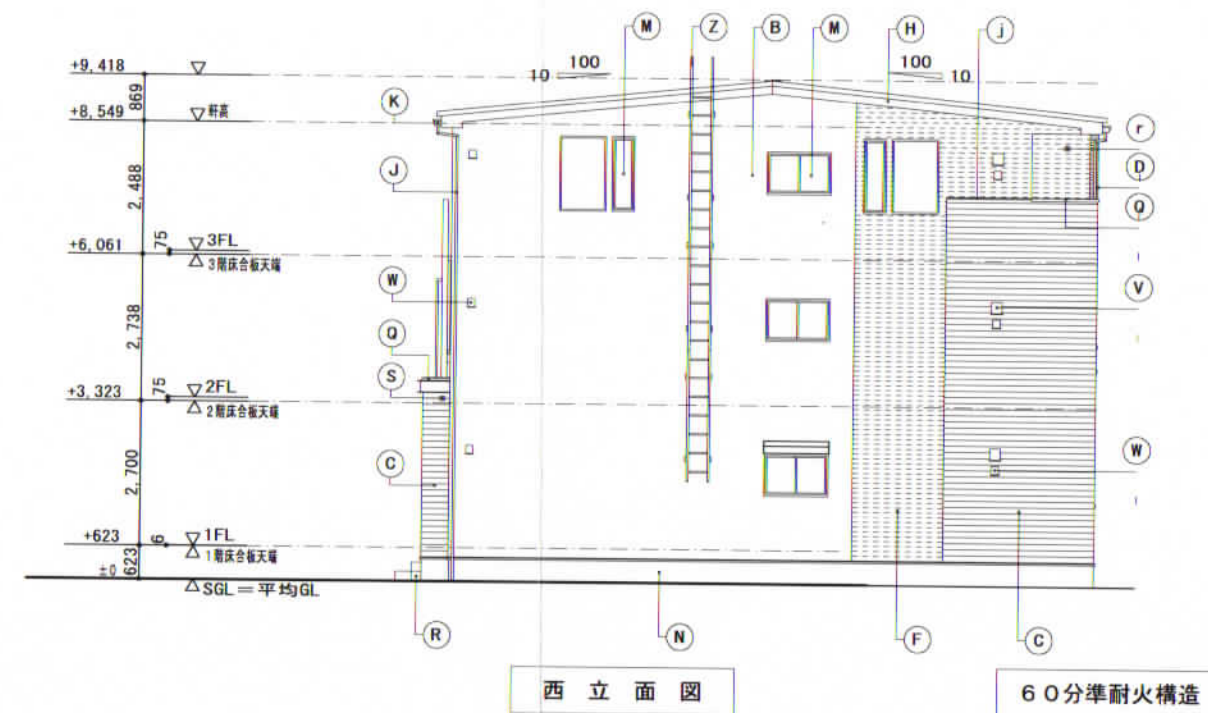 M Z B M H j
100
10
100
10
+9,418
869
+8,549
軒高
K
r
D
Q
J
2,488
75
3FL
+6,061
3階床合板天端
W
V
2,738
Q
S
75
2FL
+3,323
2階床合板天端
C
W
2,700
+623
6
1FL
1階床合板天端
623
±0
SGL=平均GL
R
N
F
C
西立面図
60分準耐火構造